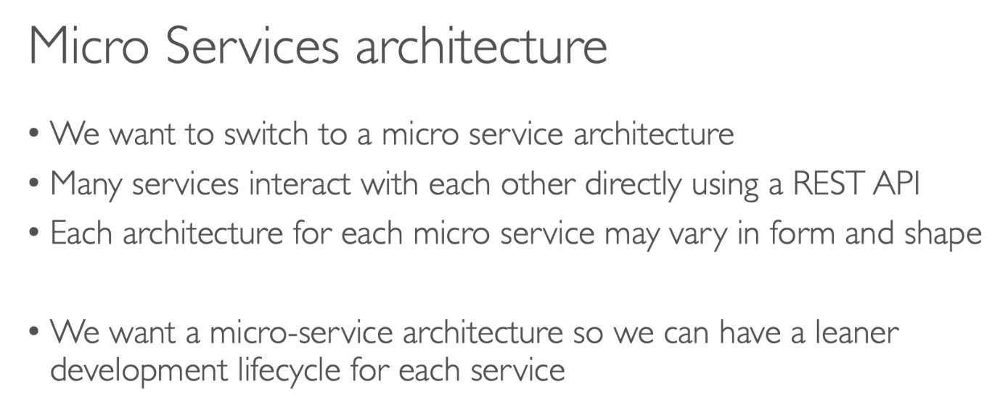 Micro Services architecture
• We want to switch to a micro service architecture
• Many services interact with each other directly using a REST API
• Each architecture for each micro service may vary in form and shape
• We want a micro-service architecture so we can have a leaner
development lifecycle for each service